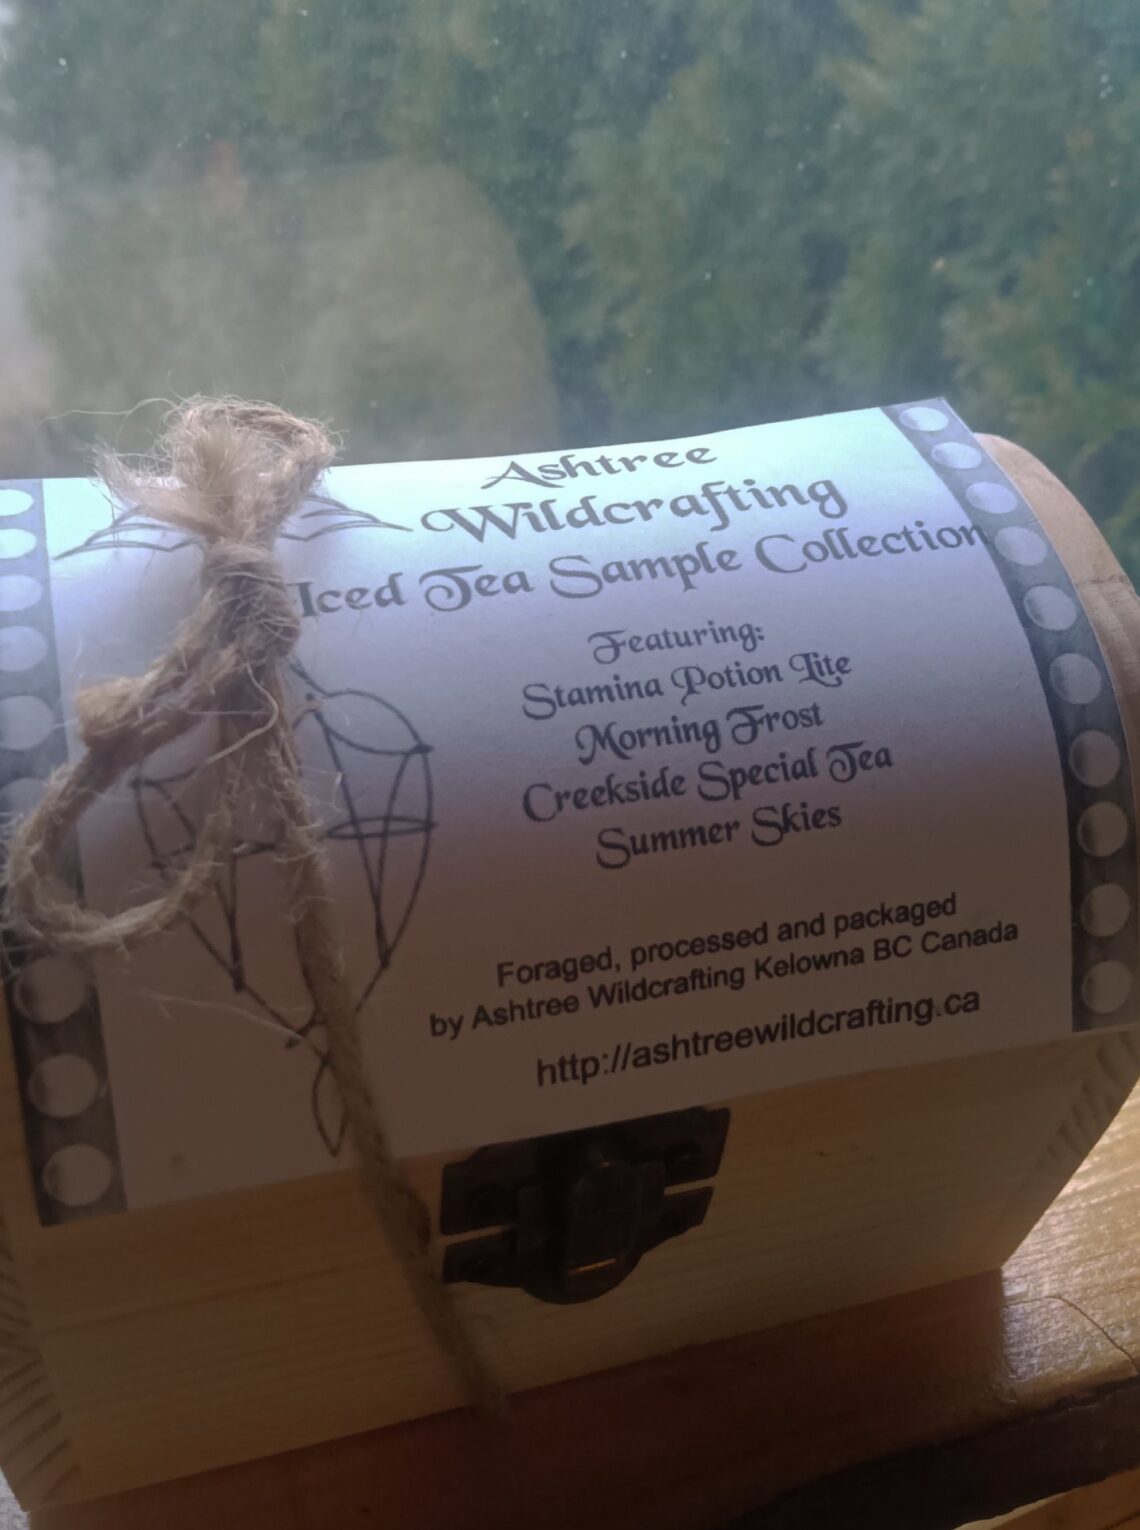 Ashtree
Wildcrafting
Iced Tea Sample Collection
Featuring:
Stamina Potion Lite
Morning Frost
Creekside Special Tea
Summer Skies
Foraged, processed and packaged
by Ashtree Wildcrafting Kelowna BC Canada
http://ashtreewildcrafting.ca